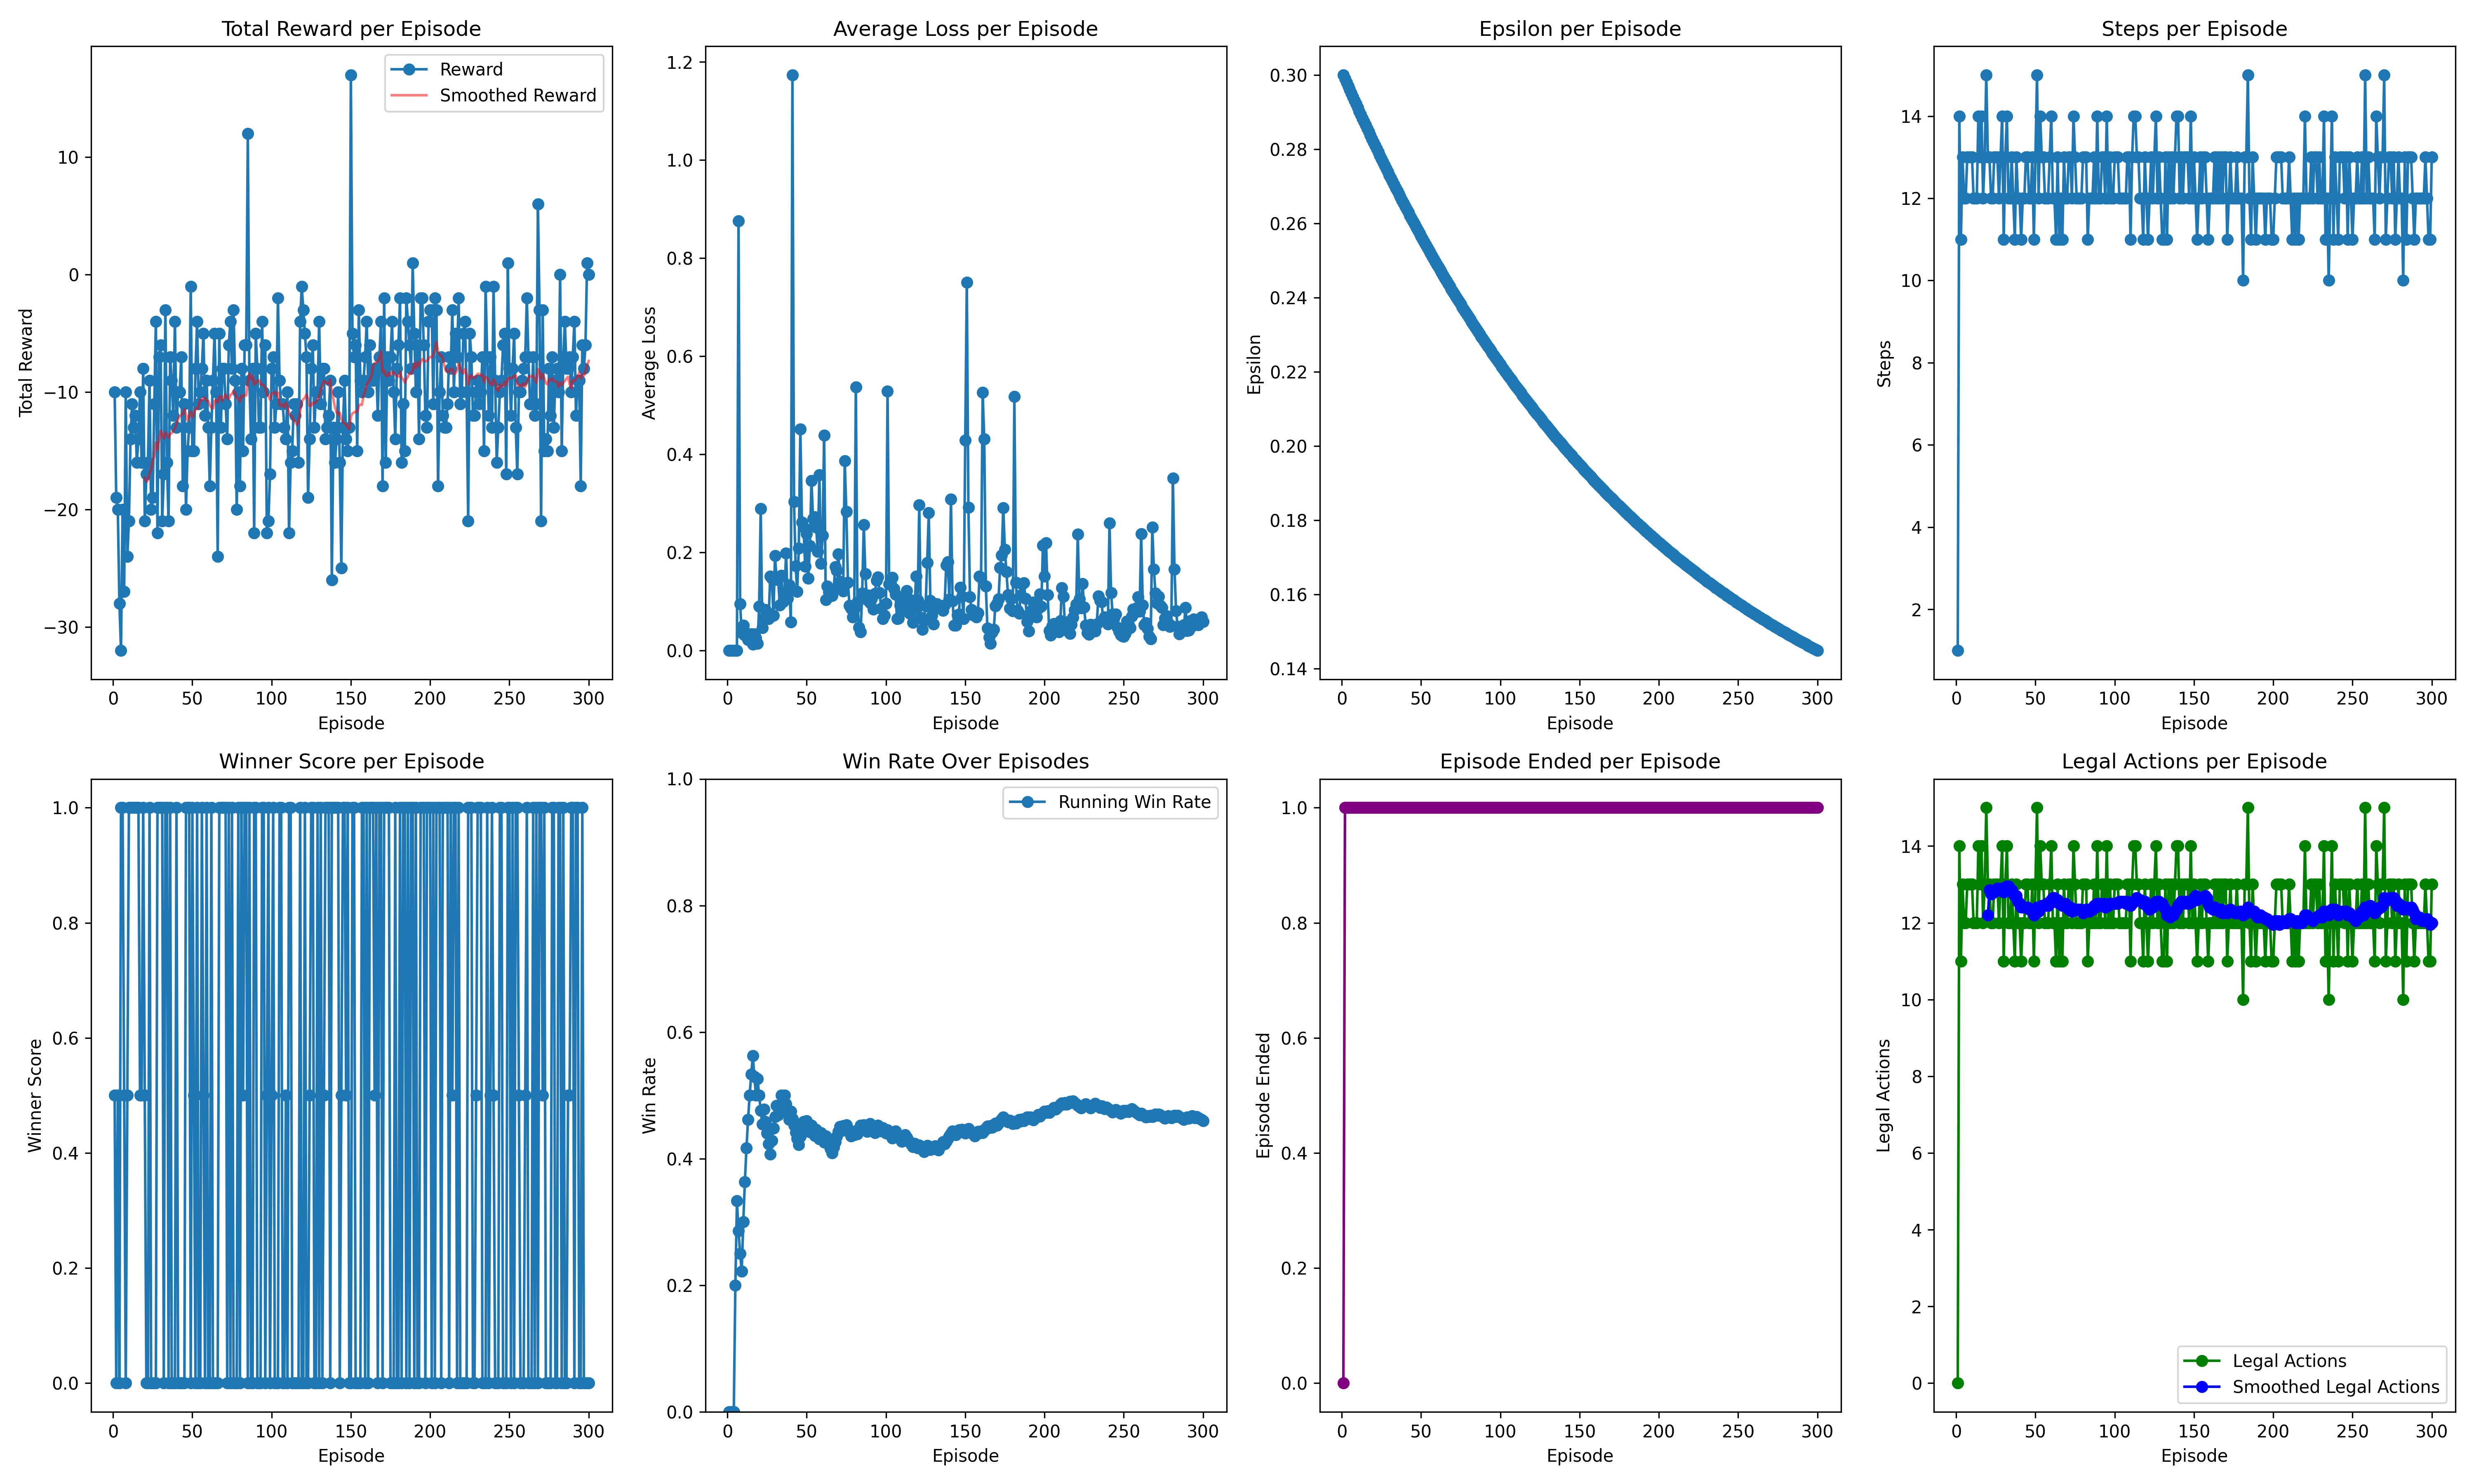 Total Reward per Episode
Total Reward
10
0
−10
−20
−30
Reward
Smoothed Reward
0 50 100 150 200 250 300
Episode
Average Loss per Episode
Average Loss
1.2
1.0
0.8
0.6
0.4
0.2
0.0
0 50 100 150 200 250 300
Episode
Epsilon per Episode
Epsilon
0.30
0.28
0.26
0.24
0.22
0.20
0.18
0.16
0.14
0 50 100 150 200 250 300
Episode
Steps per Episode
Steps
14
12
10
8
6
4
2
0 50 100 150 200 250 300
Episode
Winner Score per Episode
Winner Score
1.0
0.8
0.6
0.4
0.2
0.0
0 50 100 150 200 250 300
Episode
Win Rate Over Episodes
Win Rate
1.0
0.8
0.6
0.4
0.2
0.0
Running Win Rate
0 50 100 150 200 250 300
Episode
Episode Ended per Episode
Episode Ended
1.0
0.8
0.6
0.4
0.2
0.0
0 50 100 150 200 250 300
Episode
Legal Actions per Episode
Legal Actions
14
12
10
8
6
4
2
0
Legal Actions
Smoothed Legal Actions
0 50 100 150 200 250 300
Episode